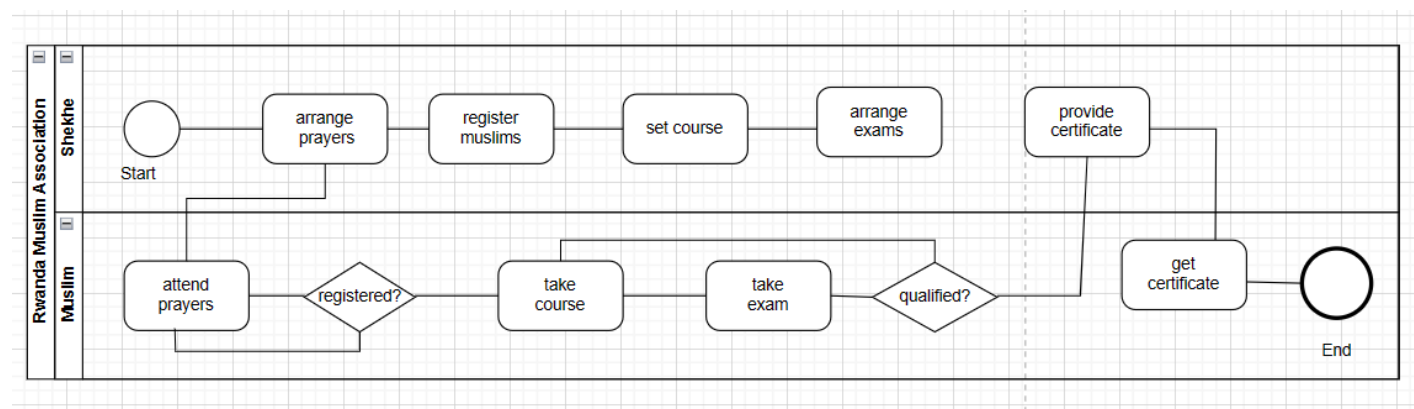 Rwanda Muslim Association
Shekhe
Start
arrange
prayers
register
muslims
set course
arrange
exams
provide
certificate
Muslim
attend
prayers
registered?
take
course
take
exam
qualified?
get
certificate
End